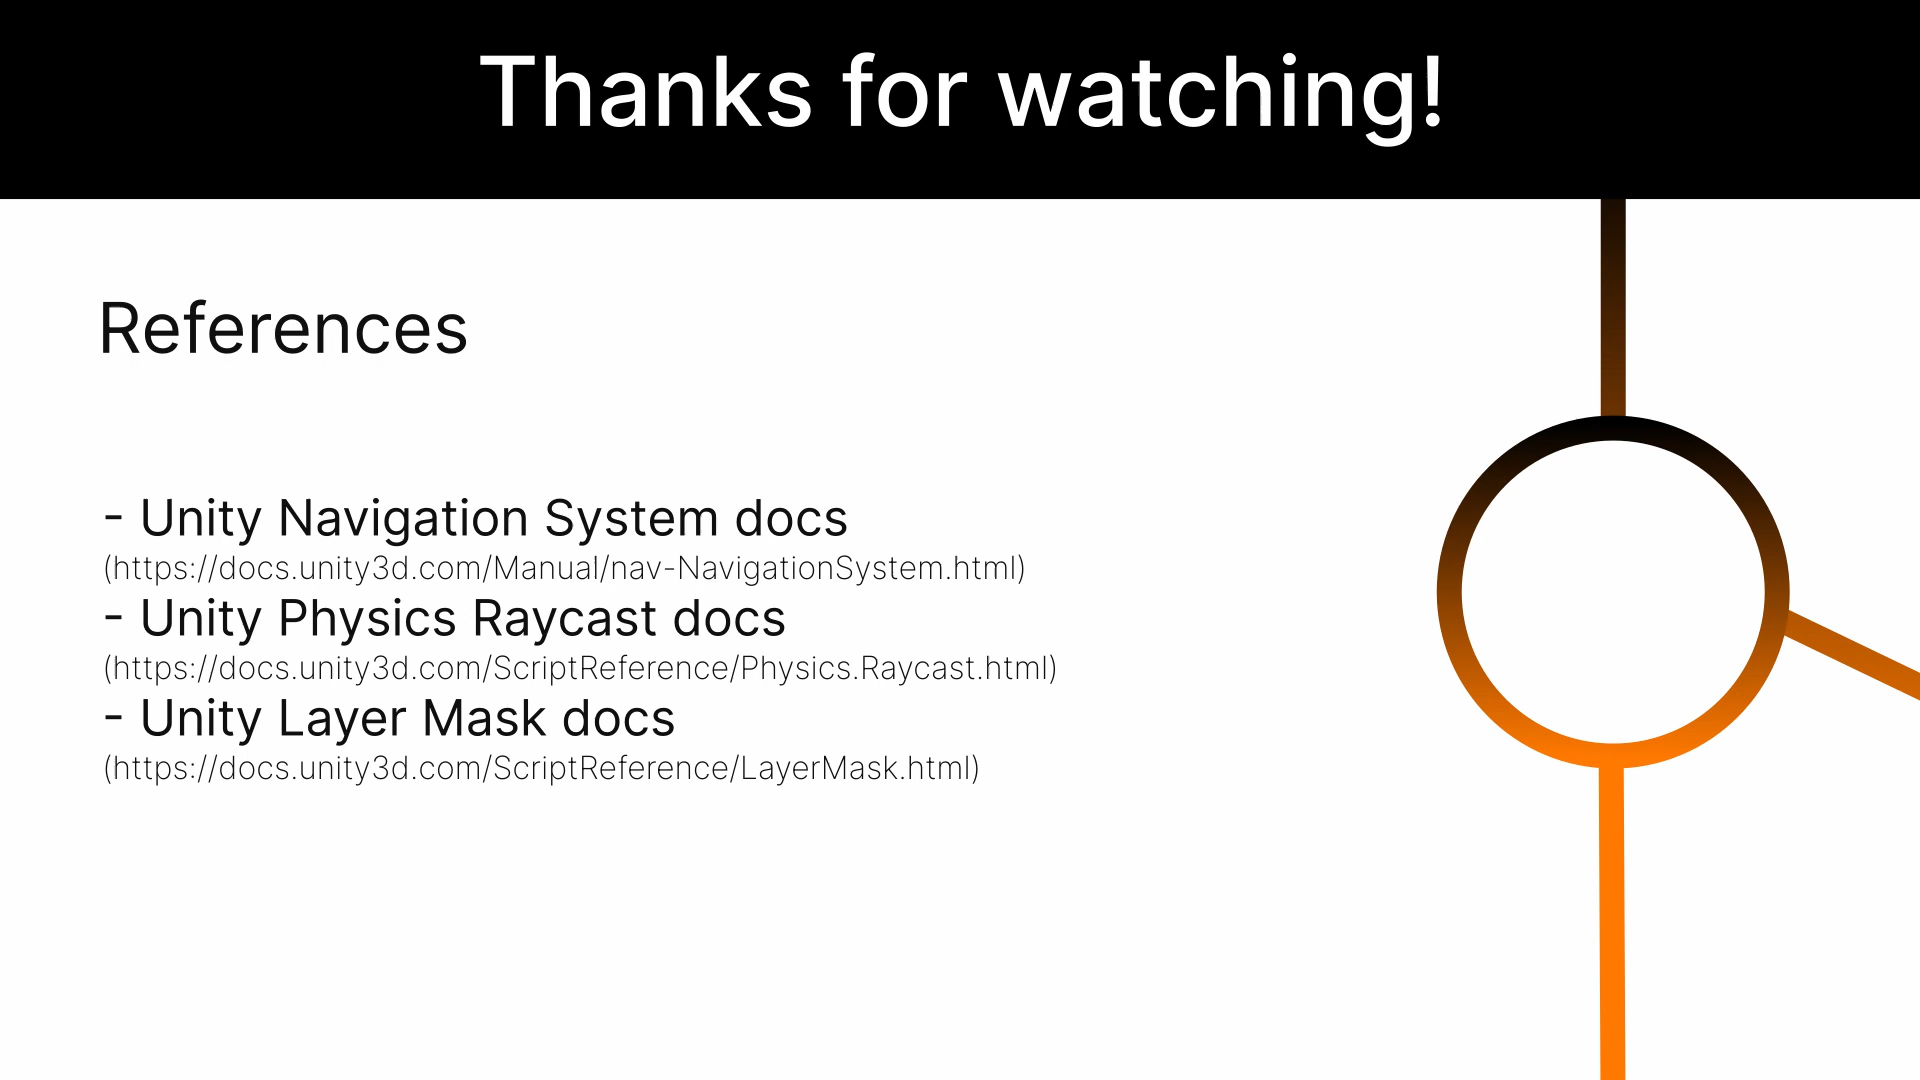 Thanks for watching!
References
- Unity Navigation System docs
(https://docs.unity3d.com/Manual/nav-NavigationSystem.html)
- Unity Physics Raycast docs
(https://docs.unity3d.com/ScriptReference/Physics.Raycast.html)
- Unity Layer Mask docs
(https://docs.unity3d.com/ScriptReference/LayerMask.html)